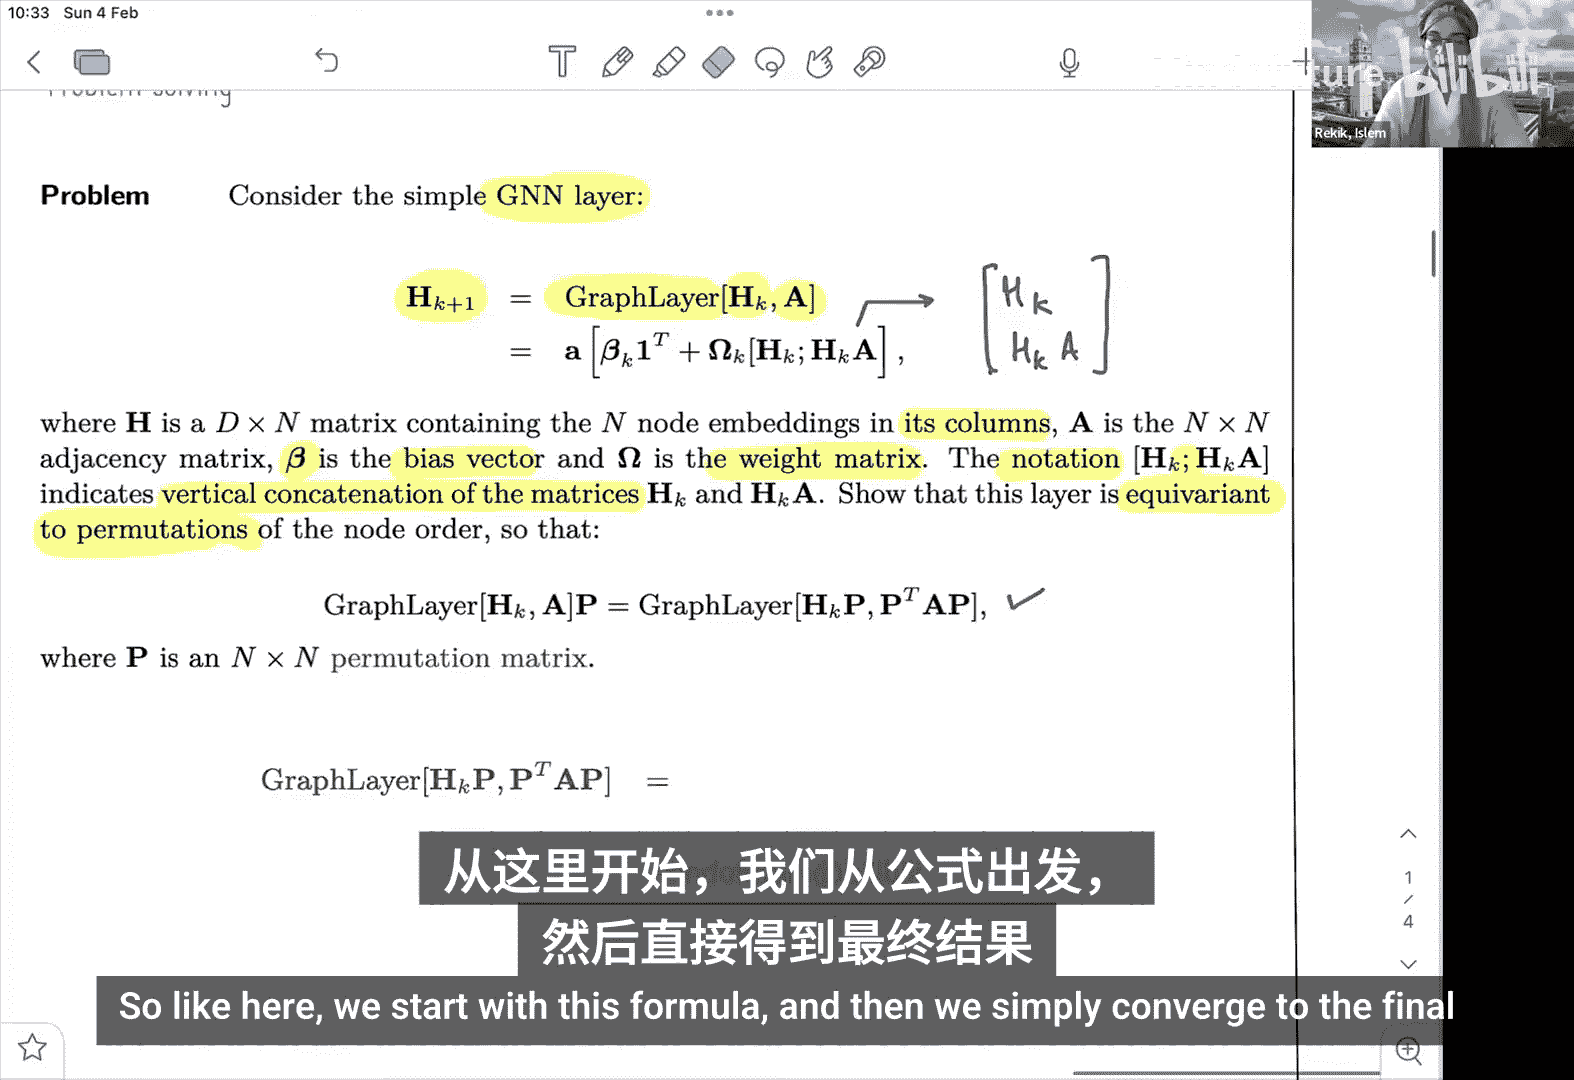 10:33 Sun 4 Feb
bilibili
Rekik, Islem
Problem solving
Problem Consider the simple GNN layer:
H_{k+1} = GraphLayer[H_k, A]
= a[β_k 1^T + Ω_k[H_k; H_k A]],
[H_k
H_k A]
where H is a D × N matrix containing the N node embeddings in its columns, A is the N × N
adjacency matrix, β is the bias vector and Ω is the weight matrix. The notation [H_k; H_k A]
indicates vertical concatenation of the matrices H_k and H_k A. Show that this layer is equivariant
to permutations of the node order, so that:
GraphLayer[H_k, A]P = GraphLayer[H_k P, P^T AP], ✓
where P is an N × N permutation matrix.
GraphLayer[H_k P, P^T AP] =
从这里开始，我们从公式出发，
然后直接得到最终结果
So like here, we start with this formula, and then we simply converge to the final
1
/
4